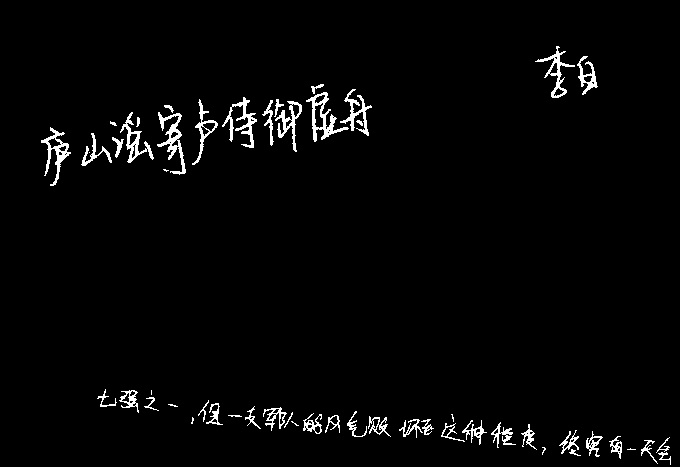 李白
庐山谣寄卢侍御虚舟
七强之一,但一支军队的风气败坏至这种程度,终究有一天会